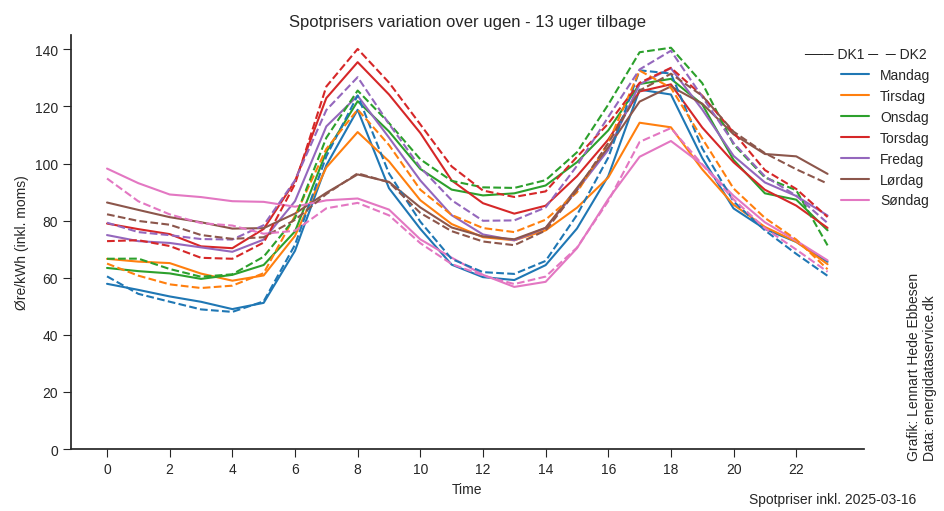 Spotprisers variation over ugen - 13 uger tilbage
DK1 DK2
Mandag
Tirsdag
Onsdag
Torsdag
Fredag
Lørdag
Søndag
Øre/kWh (inkl. moms)
140
120
100
80
60
40
20
0
0 2 4 6 8 10 12 14 16 18 20 22
Time
Grafik: Lennart Hede Ebbesen
Data: energidataservice.dk
Spotpriser inkl. 2025-03-16